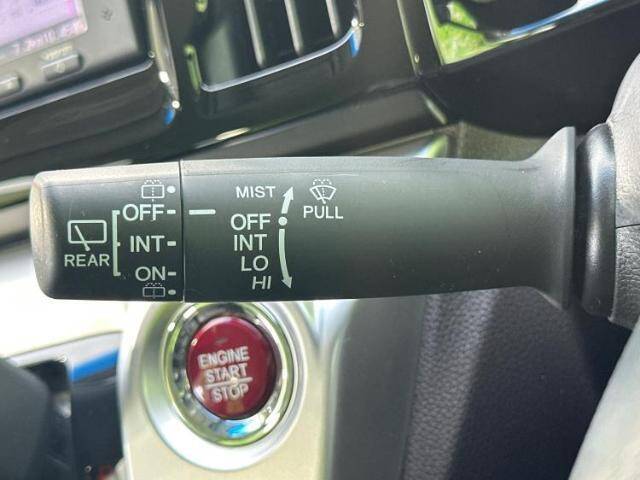 MIST
PULL
OFF
INT
LO
HI
REAR
OFF
INT
ON
ENGINE
START
STOP